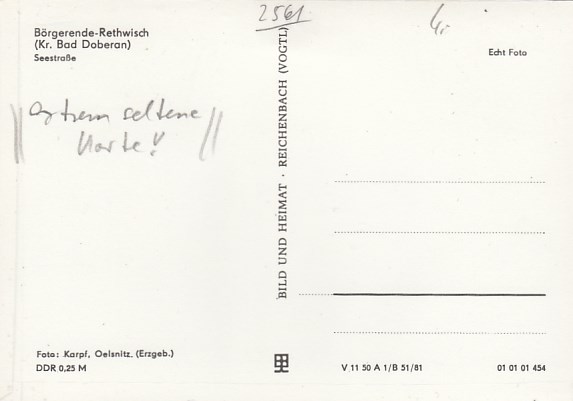 Börgerende-Rethwisch
(Kr. Bad Doberan)
Seestraße
2561
4,-
Echt Foto
extrem seltene
Karte!
BILD UND HEIMAT · REICHENBACH (VOGTL)
Foto: Karpf, Oelsnitz, (Erzgeb.)
DDR 0,25 M
V 11 50 A 1/B 51/81
01 01 01 454